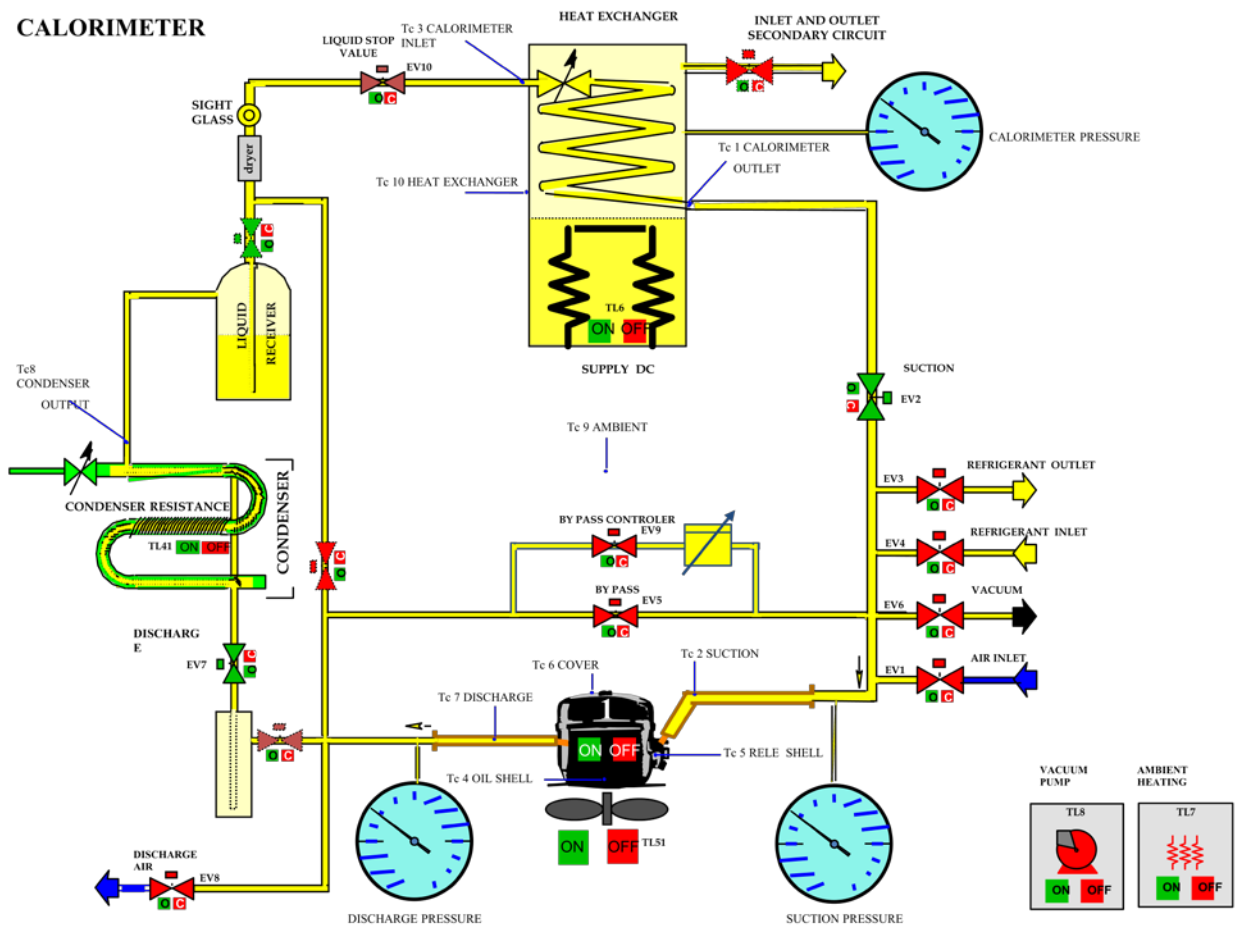 CALORIMETER
HEAT EXCHANGER
INLET AND OUTLET
SECONDARY CIRCUIT
Tc 3 CALORIMETER
INLET
LIQUID STOP
VALUE
EV10
O C
O C
SIGHT
GLASS
dryer
CALORIMETER PRESSURE
Tc 1 CALORIMETER
OUTLET
Tc 10 HEAT EXCHANGER
C
O
LIQUID
RECEIVER
TL6
ON OFF
SUPPLY DC
Tc8
CONDENSER
OUTPUT
SUCTION
O
C
EV2
Tc 9 AMBIENT
REFRIGERANT OUTLET
EV3
O C
CONDENSER RESISTANCE
TL41 ON OFF
CONDENSER
C
O
BY PASS CONTROLER
EV9
O C
REFRIGERANT INLET
EV4
O C
BY PASS
EV5
O C
VACUUM
EV6
O C
DISCHARG
E
EV7
C
O
Tc 6 COVER
Tc 2 SUCTION
AIR INLET
EV1
O C
Tc 7 DISCHARGE
ON OFF
Tc 5 RELE SHELL
O C
Tc 4 OIL SHELL
VACUUM
PUMP
AMBIENT
HEATING
TL8
TL7
ON OFF TL51
DISCHARGE
AIR
EV8
O C
ON OFF
ON OFF
DISCHARGE PRESSURE
SUCTION PRESSURE